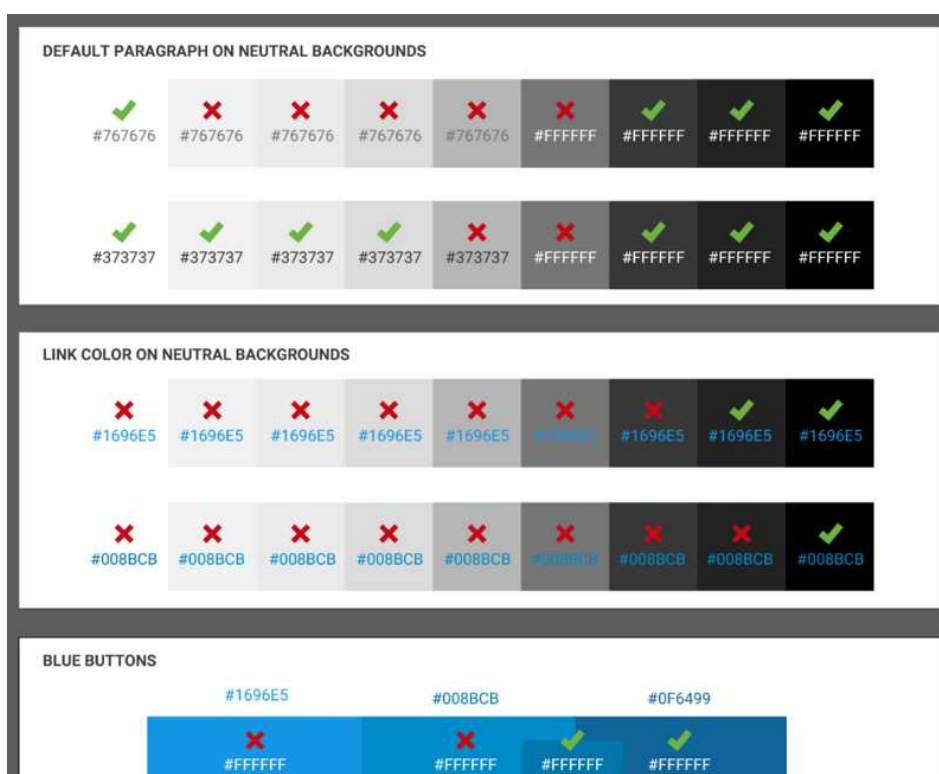 DEFAULT PARAGRAPH ON NEUTRAL BACKGROUNDS
#767676 #767676 #767676 #767676 #767676 #FFFFFF #FFFFFF #FFFFFF #FFFFFF
#373737 #373737 #373737 #373737 #373737 #FFFFFF #FFFFFF #FFFFFF #FFFFFF
LINK COLOR ON NEUTRAL BACKGROUNDS
#1696E5 #1696E5 #1696E5 #1696E5 #1696E5 #1696E5 #1696E5 #1696E5
#008BCB #008BCB #008BCB #008BCB #008BCB #008BCB #008BCB #008BCB #008BCB
BLUE BUTTONS
#1696E5 #008BCB #0F6499
#FFFFFF #FFFFFF #FFFFFF #FFFFFF